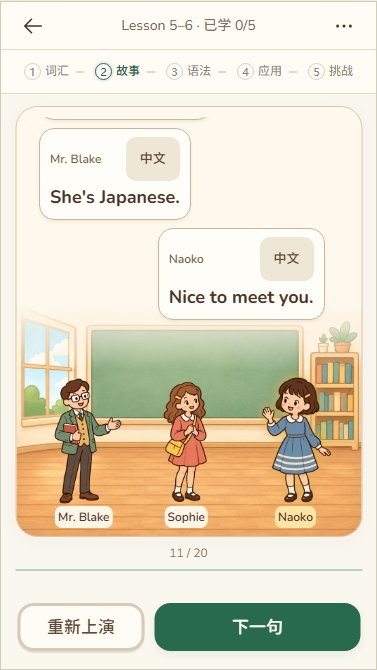 Lesson 5–6 · 已学 0/5
1 词汇 – 2 故事 – 3 语法 – 4 应用 – 5 挑战
Mr. Blake 中文
She's Japanese.
Naoko 中文
Nice to meet you.
Mr. Blake Sophie Naoko
11 / 20
重新上演 下一句